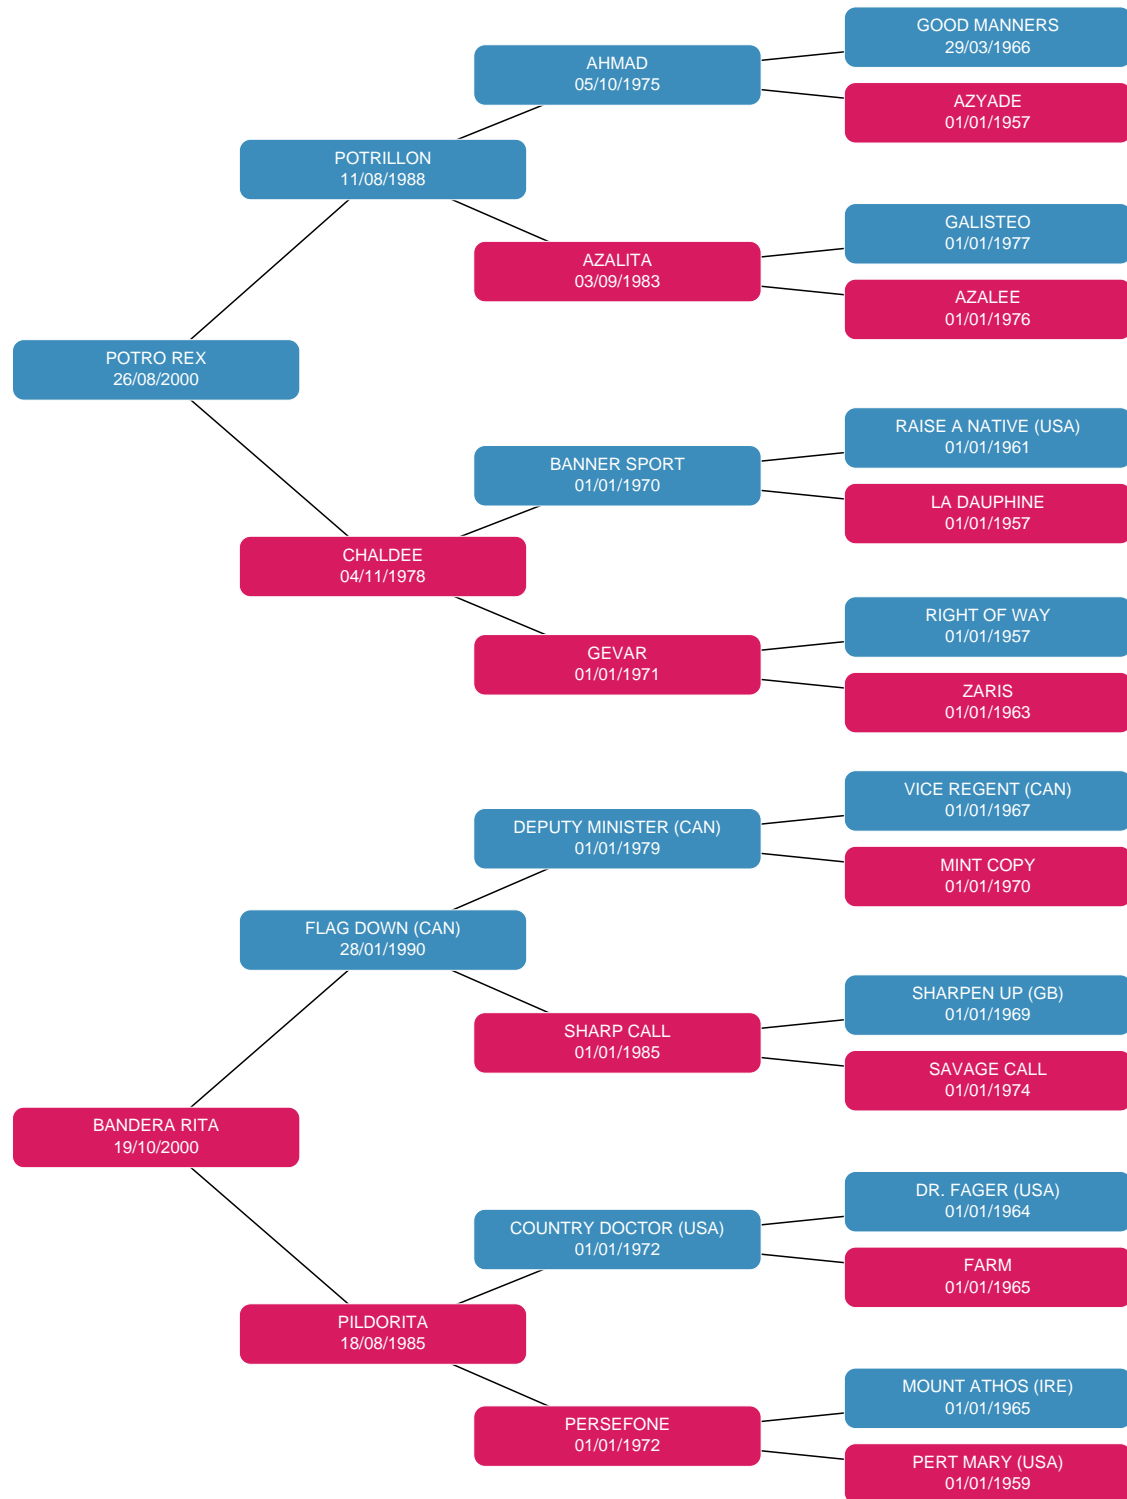 GOOD MANNERS
29/03/1966
AHMAD
05/10/1975
AZYADE
01/01/1957
POTRILLON
11/08/1988
GALISTEO
01/01/1977
AZALITA
03/09/1983
AZALEE
01/01/1976
POTRO REX
26/08/2000
RAISE A NATIVE (USA)
01/01/1961
BANNER SPORT
01/01/1970
LA DAUPHINE
01/01/1957
CHALDEE
04/11/1978
RIGHT OF WAY
01/01/1957
GEVAR
01/01/1971
ZARIS
01/01/1963
VICE REGENT (CAN)
01/01/1967
DEPUTY MINISTER (CAN)
01/01/1979
MINT COPY
01/01/1970
FLAG DOWN (CAN)
28/01/1990
SHARPEN UP (GB)
01/01/1969
SHARP CALL
01/01/1985
SAVAGE CALL
01/01/1974
BANDERA RITA
19/10/2000
DR. FAGER (USA)
01/01/1964
COUNTRY DOCTOR (USA)
01/01/1972
FARM
01/01/1965
PILDORITA
18/08/1985
MOUNT ATHOS (IRE)
01/01/1965
PERSEFONE
01/01/1972
PERT MARY (USA)
01/01/1959